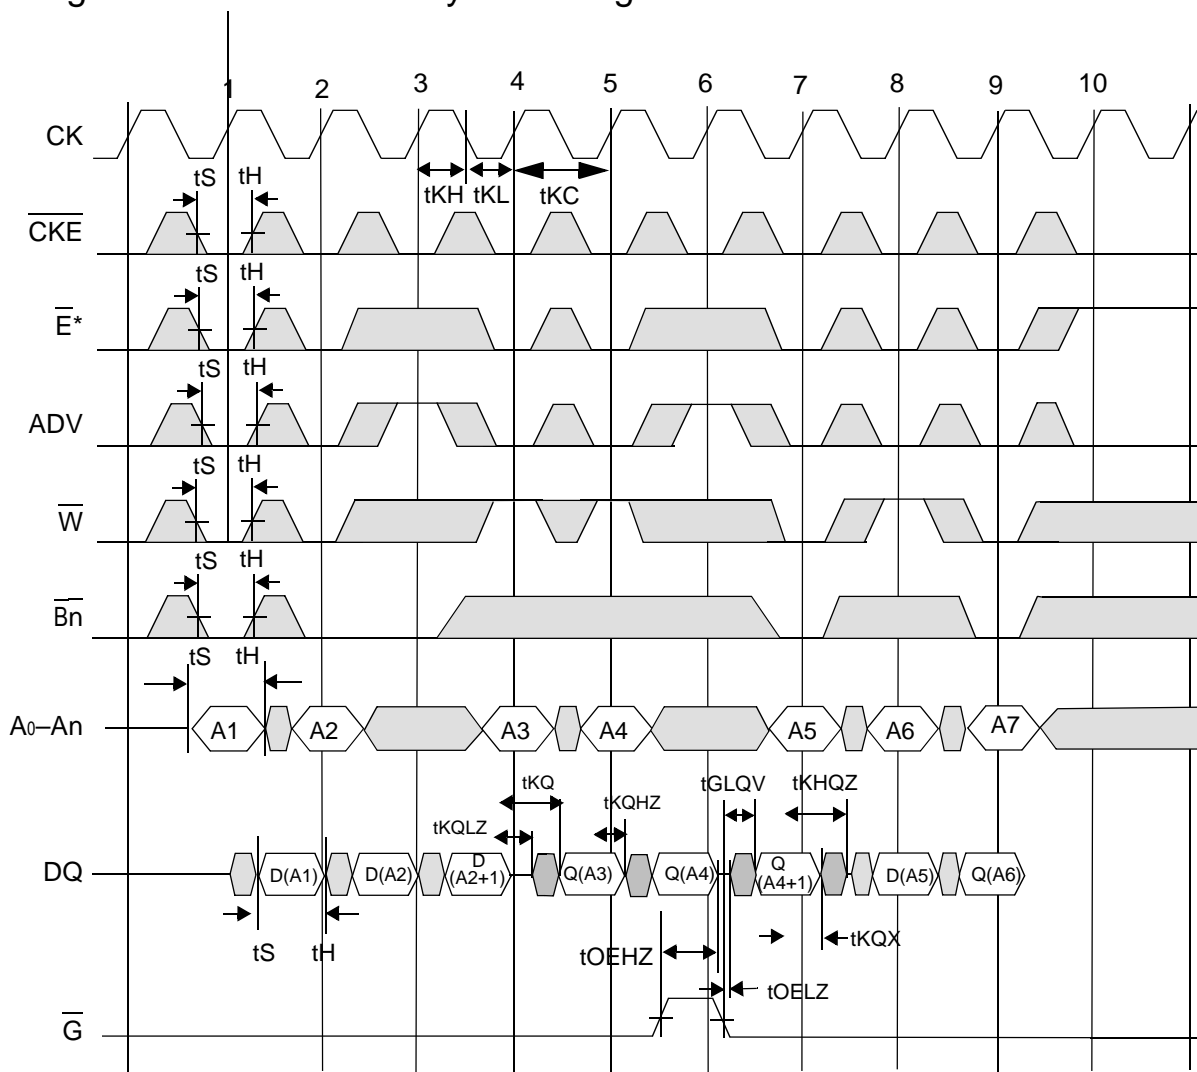 1 2 3 4 5 6 7 8 9 10
CK
tKH tKL tKC
tS tH
CKE
tS tH
E*
tS tH
ADV
tS tH
W
tS tH
Bn
tS tH
A0–An
A1 A2 A3 A4 A5 A6 A7
tKQ tGLQV tKHQZ
tKQHZ
tKQLZ
DQ
D(A1) D(A2) D (A2+1) Q(A3) Q(A4) Q (A4+1) D(A5) Q(A6)
tS tH tOEHZ tKQX
tOELZ
G